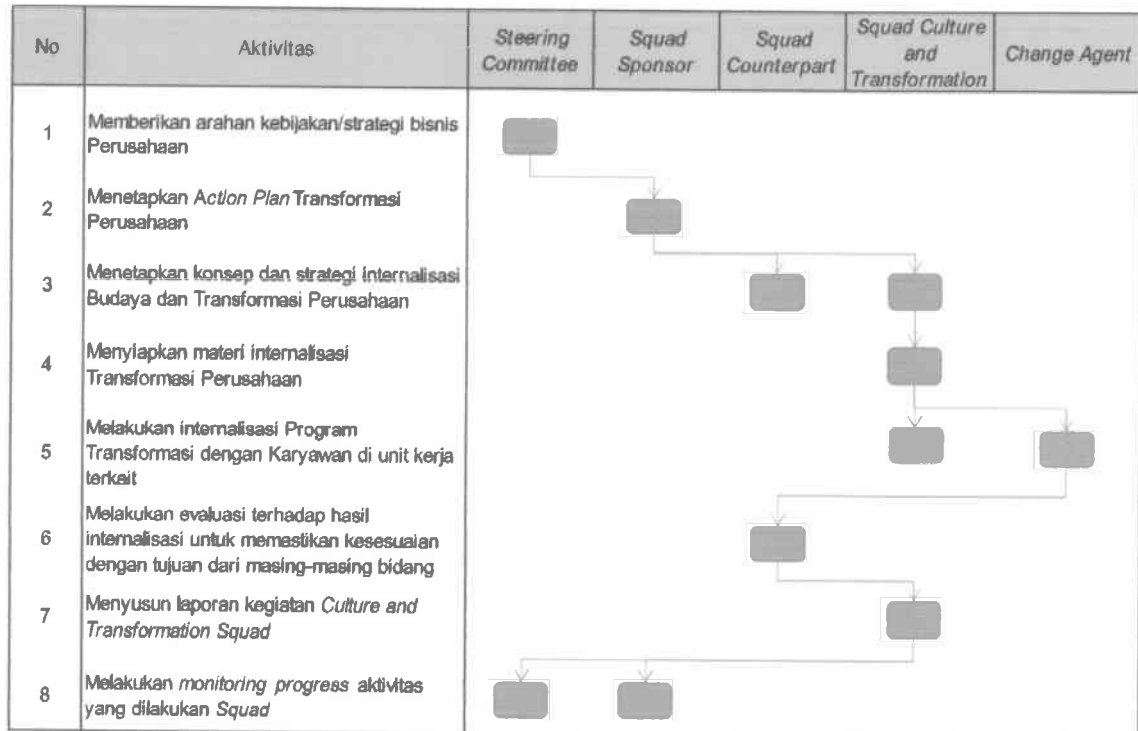 No
Aktivitas
Steering
Committee
Squad
Sponsor
Squad
Counterpart
Squad Culture
and
Transformation
Change Agent
1
Memberikan arahan kebijakan/strategi bisnis
Perusahaan
2
Menetapkan Action Plan Transformasi
Perusahaan
3
Menetapkan konsep dan strategi internalisasi
Budaya dan Transformasi Perusahaan
4
Menyiapkan materi internalisasi
Transformasi Perusahaan
5
Melakukan internalisasi Program
Transformasi dengan Karyawan di unit kerja
terkait
6
Melakukan evaluasi terhadap hasil
internalisasi untuk memastikan kesesuaian
dengan tujuan dari masing-masing bidang
7
Menyusun laporan kegiatan Culture and
Transformation Squad
8
Melakukan monitoring progress aktivitas
yang dilakukan Squad